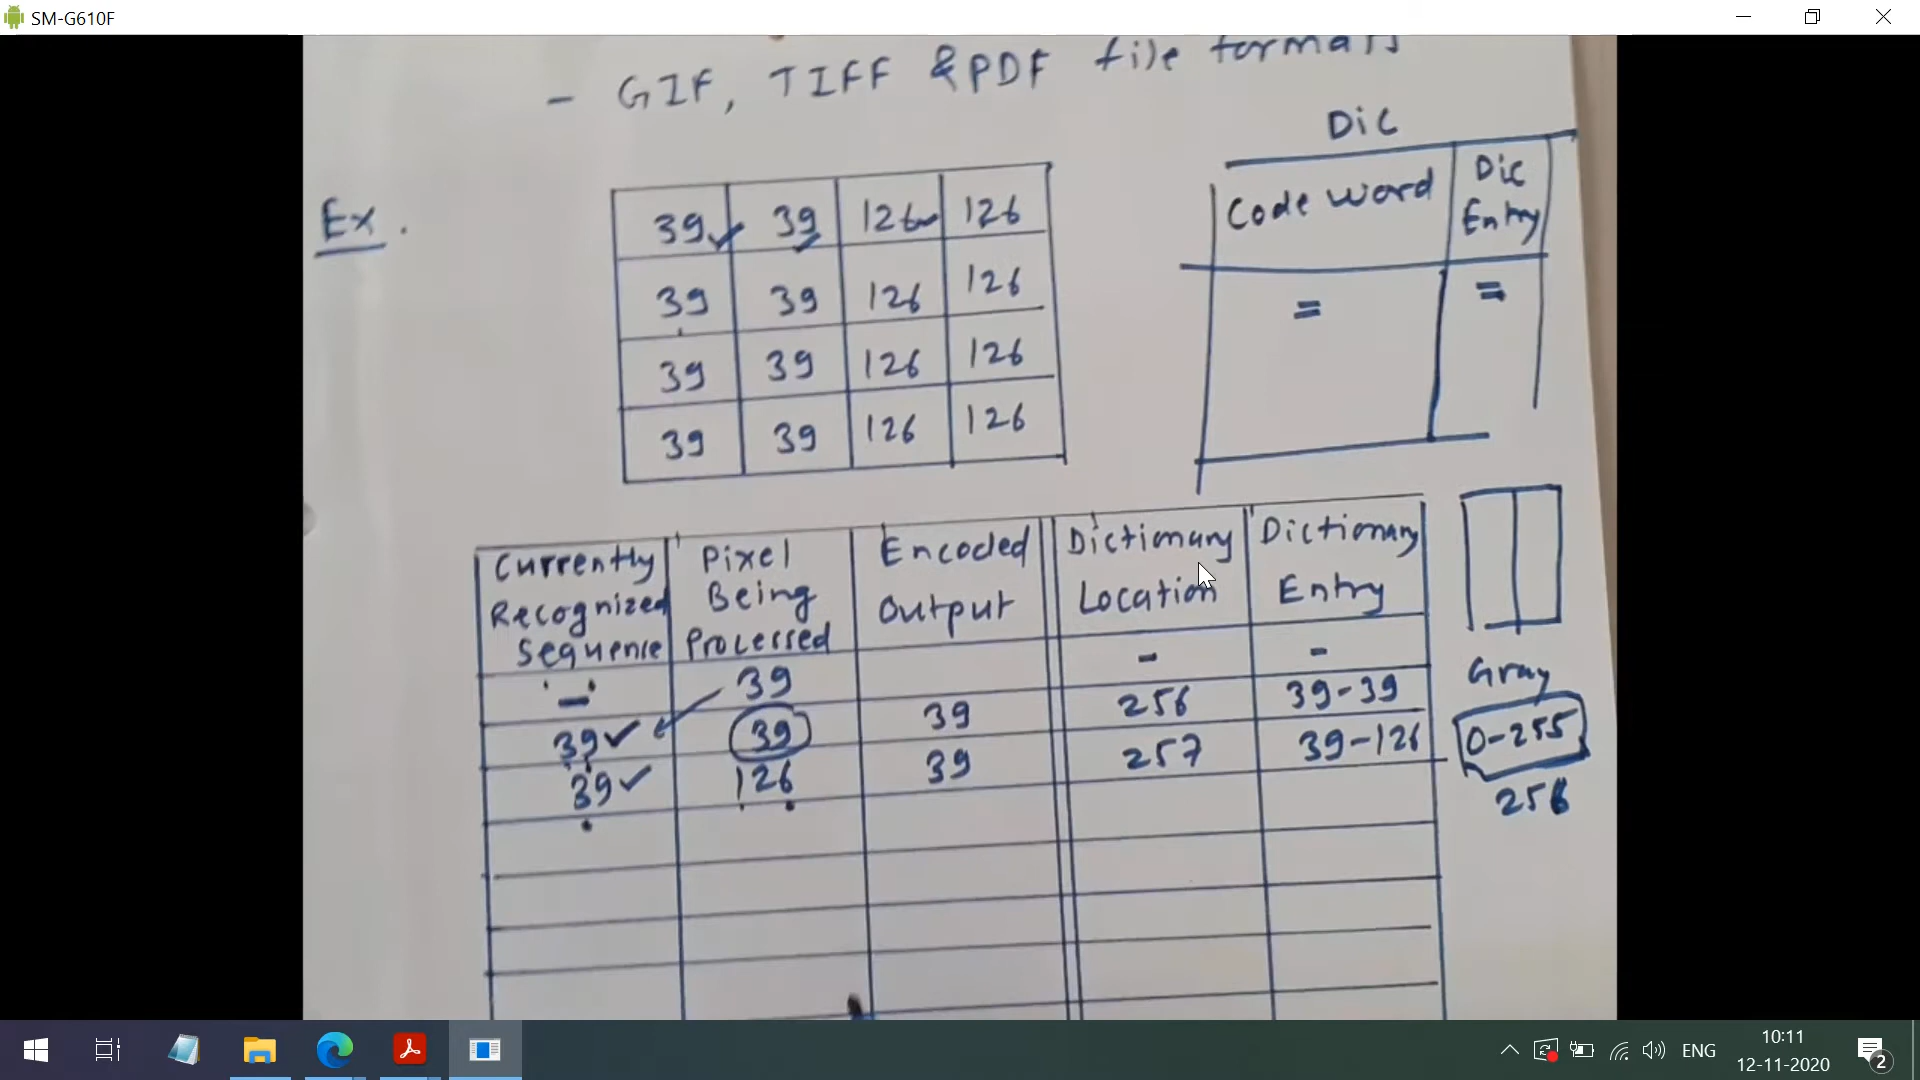 SM-G610F
- GIF, TIFF & PDF file formats
Ex.
39 39 126 126
39 39 126 126
39 39 126 126
39 39 126 126
Dic
Code Word Dic Entry
= =
Currently Recognized Sequence Pixel Being Processed Encoded Output Dictionary Location Dictionary Entry
- 39 - -
39 39 39 256 39-39
39 126 39 257 39-126
Gray
0-255
256
ENG
10:11
12-11-2020
2